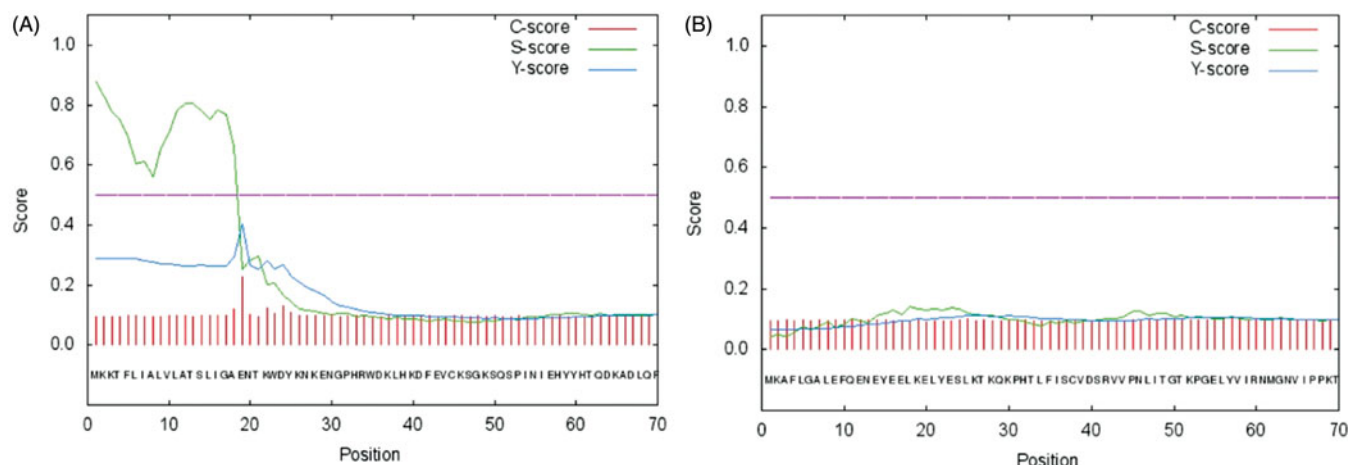 (A)
C-score
S-score
Y-score
1.0
0.8
0.6
0.4
0.2
0.0
Score
MKKTFLIALVLATSLIGAENTKWDYKNKENGPHRWDKLHKDFEVCKSGKSQSPINIEHYYHTQDKADLQF
0 10 20 30 40 50 60 70
Position
(B)
C-score
S-score
Y-score
1.0
0.8
0.6
0.4
0.2
0.0
Score
MKAFLGALEFQENEYEELKELYESLKTKQKPHTLFISCVDSRVVPNLITGTKPGELYVIRNMGNVIPPKT
0 10 20 30 40 50 60 70
Position